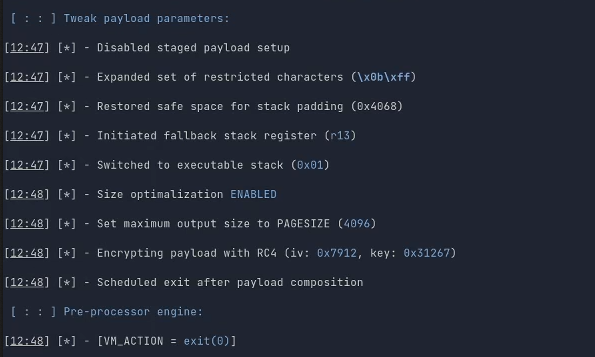 [ : : ] Tweak payload parameters:
[12:47] [*] - Disabled staged payload setup
[12:47] [*] - Expanded set of restricted characters (\x0b\xff)
[12:47] [*] - Restored safe space for stack padding (0x4068)
[12:47] [*] - Initiated fallback stack register (r13)
[12:47] [*] - Switched to executable stack (0x01)
[12:48] [*] - Size optimalization ENABLED
[12:48] [*] - Set maximum output size to PAGESIZE (4096)
[12:48] [*] - Encrypting payload with RC4 (iv: 0x7912, key: 0x31267)
[12:48] [*] - Scheduled exit after payload composition
[ : : ] Pre-processor engine:
[12:48] [*] - [VM_ACTION = exit(0)]